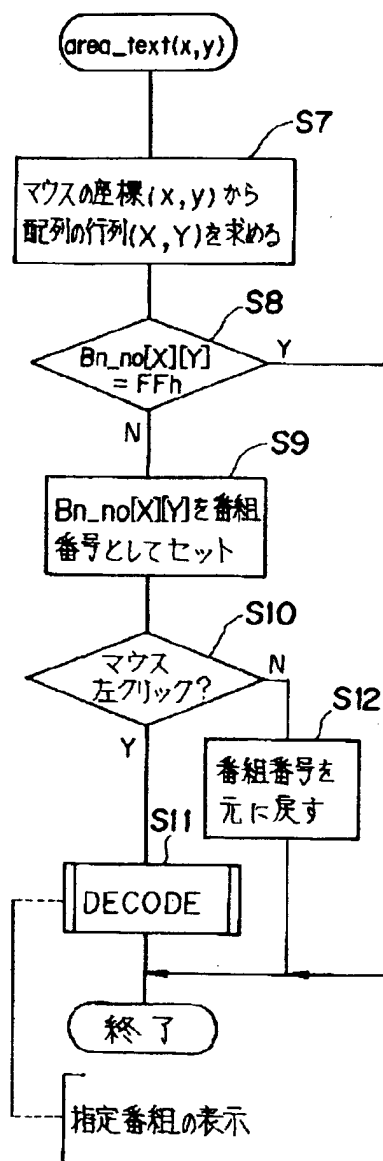 area_text(x,y)
S7
マウスの座標(x,y)から
配列の行列(X,Y)を求める
S8
Bn_no[X][Y]
= FFh
Y
N
S9
Bn_no[X][Y]を番組
番号としてセット
S10
マウス
左クリック?
N
Y
S12
番組番号を
元に戻す
S11
DECODE
終了
指定番組の表示